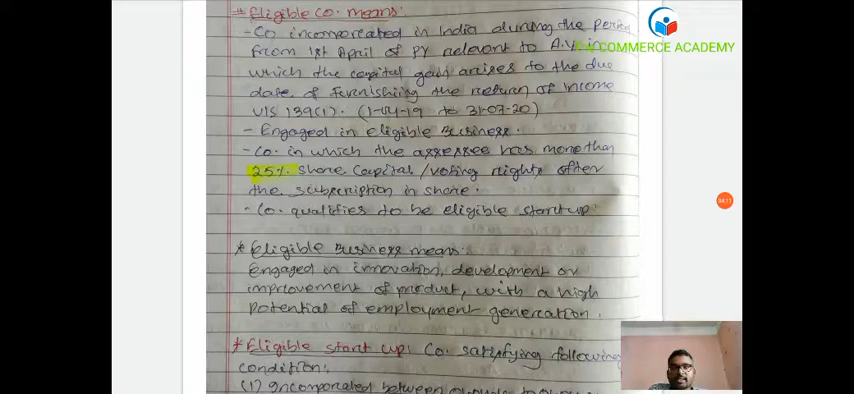 * Eligible Co. means:
- Co incorporated in India during the period
from 1st April of PY relevant to A.Y. in
which the capital gain arises to the due
date of furnishing the return of income
U/S 139(1). (1-04-19 to 31-07-20)
- Engaged in eligible Business.
- Co. in which the assessee has more than
25% share capital/voting rights after
the subscription in share.
- Co. qualifies to be eligible startup.
* Eligible Business means:
Engaged in innovation, development or
improvement of product, with a high
potential of employment generation.
* Eligible start up: Co. satisfying following
condition:
(1) Incorporated between
COMMERCE ACADEMY
04:11